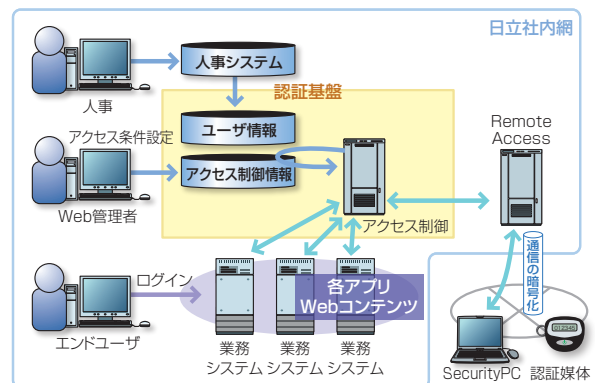 日立社内網
人事システム
認証基盤
人事
ユーザ情報
Remote
Access
アクセス条件設定
アクセス制御情報
Web管理者
アクセス制御
ログイン
各アプリ
Webコンテンツ
通信の暗号化
エンドユーザ
業務
システム
業務
システム
業務
システム
012345
SecurityPC
認証媒体